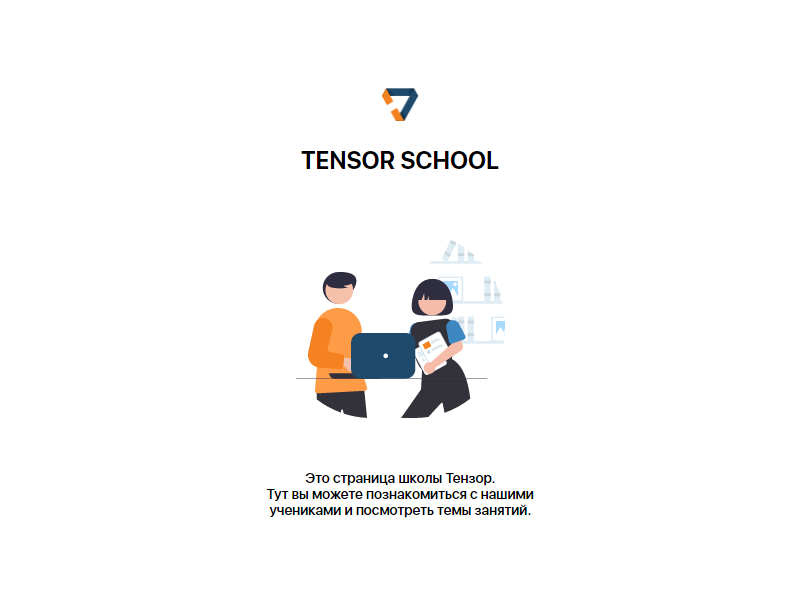 TENSOR SCHOOL
Это страница школы Тензор.
Тут вы можете познакомиться с нашими
учениками и посмотреть темы занятий.